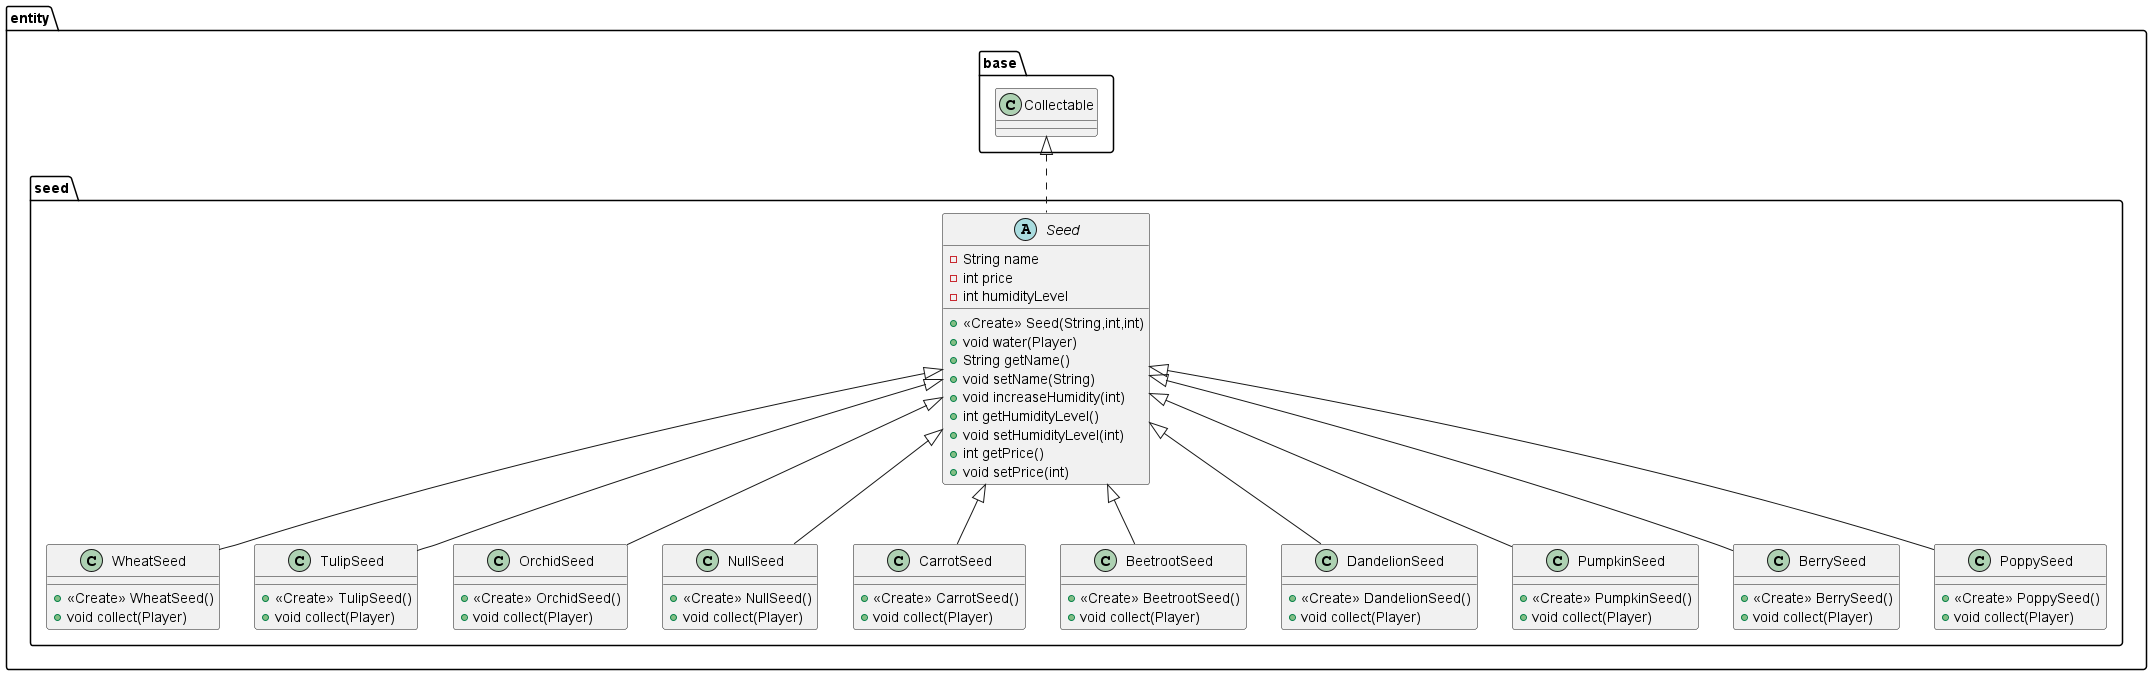 entity
base
C Collectable
seed
A Seed
String name
int price
int humidityLevel
«Create» Seed(String,int,int)
void water(Player)
String getName()
void setName(String)
void increaseHumidity(int)
int getHumidityLevel()
void setHumidityLevel(int)
int getPrice()
void setPrice(int)
C WheatSeed
«Create» WheatSeed()
void collect(Player)
C TulipSeed
«Create» TulipSeed()
void collect(Player)
C OrchidSeed
«Create» OrchidSeed()
void collect(Player)
C NullSeed
«Create» NullSeed()
void collect(Player)
C CarrotSeed
«Create» CarrotSeed()
void collect(Player)
C BeetrootSeed
«Create» BeetrootSeed()
void collect(Player)
C DandelionSeed
«Create» DandelionSeed()
void collect(Player)
C PumpkinSeed
«Create» PumpkinSeed()
void collect(Player)
C BerrySeed
«Create» BerrySeed()
void collect(Player)
C PoppySeed
«Create» PoppySeed()
void collect(Player)